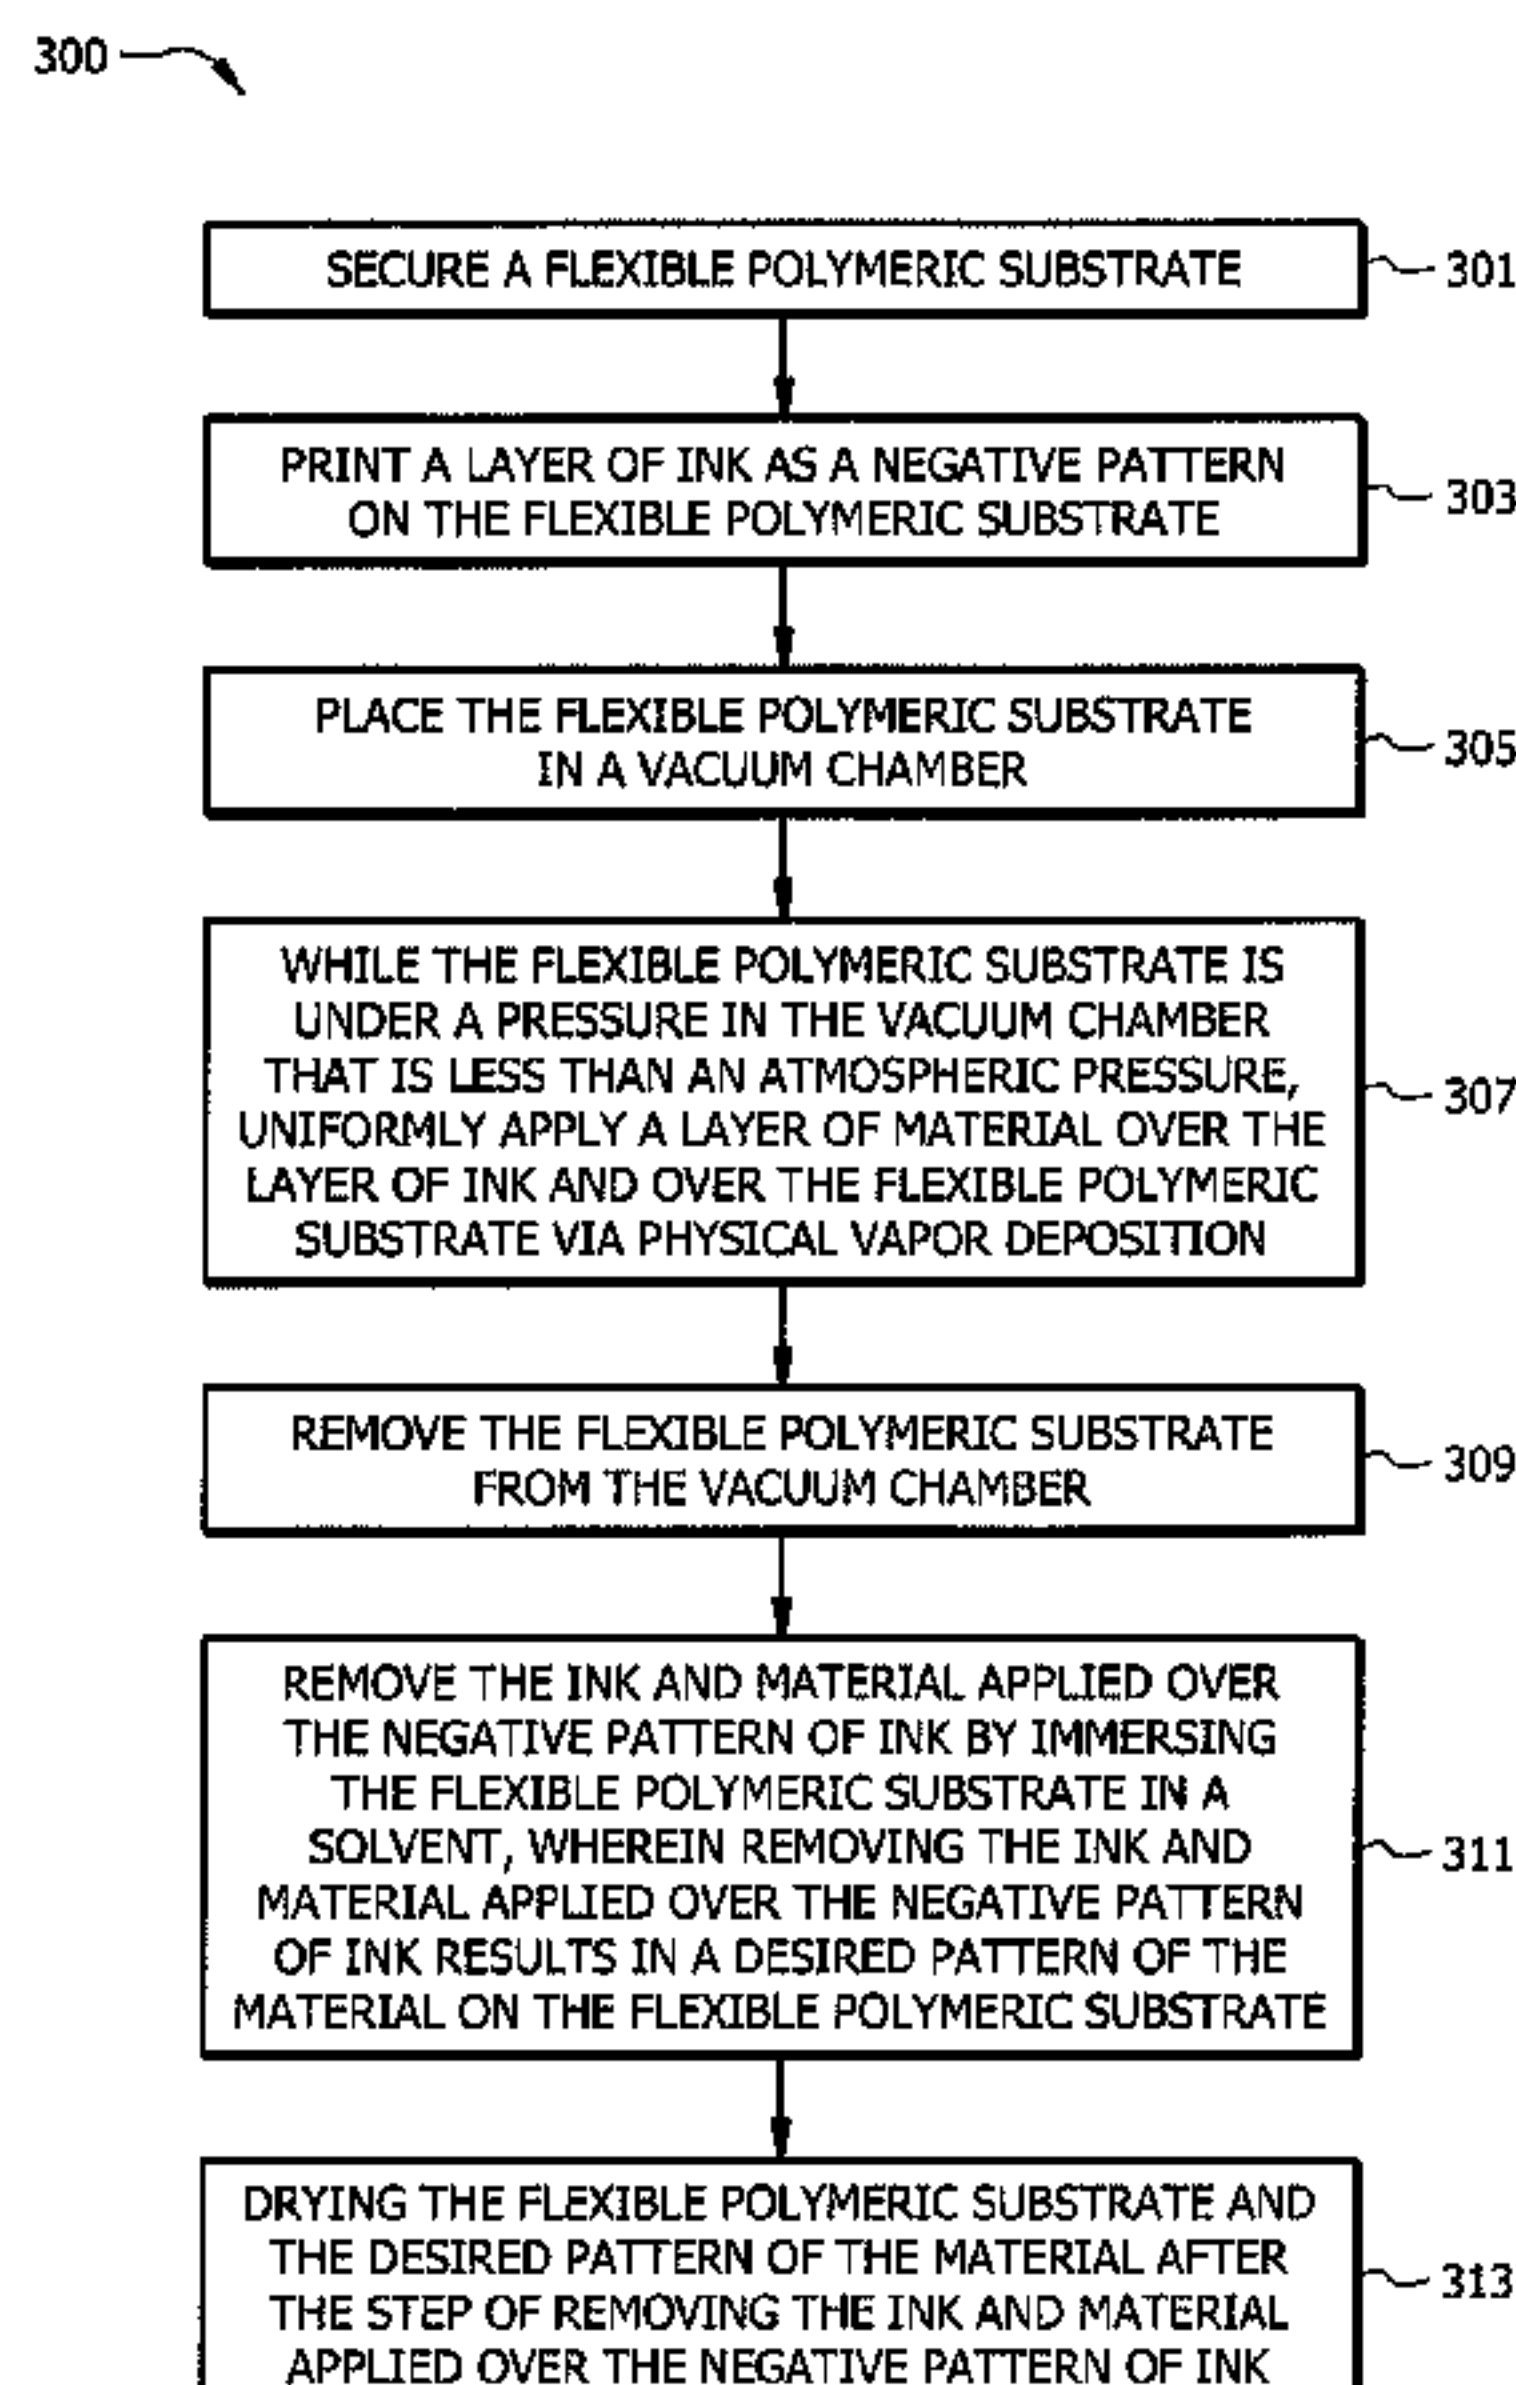 300
SECURE A FLEXIBLE POLYMERIC SUBSTRATE
301
PRINT A LAYER OF INK AS A NEGATIVE PATTERN
ON THE FLEXIBLE POLYMERIC SUBSTRATE
303
PLACE THE FLEXIBLE POLYMERIC SUBSTRATE
IN A VACUUM CHAMBER
305
WHILE THE FLEXIBLE POLYMERIC SUBSTRATE IS
UNDER A PRESSURE IN THE VACUUM CHAMBER
THAT IS LESS THAN AN ATMOSPHERIC PRESSURE,
UNIFORMLY APPLY A LAYER OF MATERIAL OVER THE
LAYER OF INK AND OVER THE FLEXIBLE POLYMERIC
SUBSTRATE VIA PHYSICAL VAPOR DEPOSITION
307
REMOVE THE FLEXIBLE POLYMERIC SUBSTRATE
FROM THE VACUUM CHAMBER
309
REMOVE THE INK AND MATERIAL APPLIED OVER
THE NEGATIVE PATTERN OF INK BY IMMERSING
THE FLEXIBLE POLYMERIC SUBSTRATE IN A
SOLVENT, WHEREIN REMOVING THE INK AND
MATERIAL APPLIED OVER THE NEGATIVE PATTERN
OF INK RESULTS IN A DESIRED PATTERN OF THE
MATERIAL ON THE FLEXIBLE POLYMERIC SUBSTRATE
311
DRYING THE FLEXIBLE POLYMERIC SUBSTRATE AND
THE DESIRED PATTERN OF THE MATERIAL AFTER
THE STEP OF REMOVING THE INK AND MATERIAL
APPLIED OVER THE NEGATIVE PATTERN OF INK
313